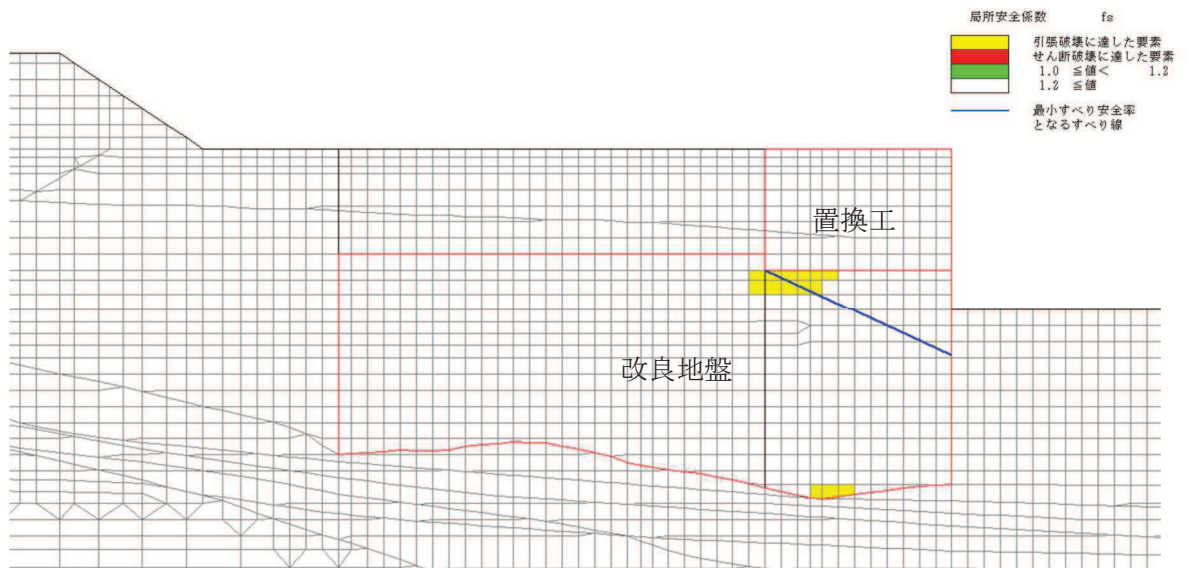 局所安全係数 fs
引張破壊に達した要素
せん断破壊に達した要素
1.0 ≦値< 1.2
1.2 ≦値
最小すべり安全率
となるすべり線
置換工
改良地盤